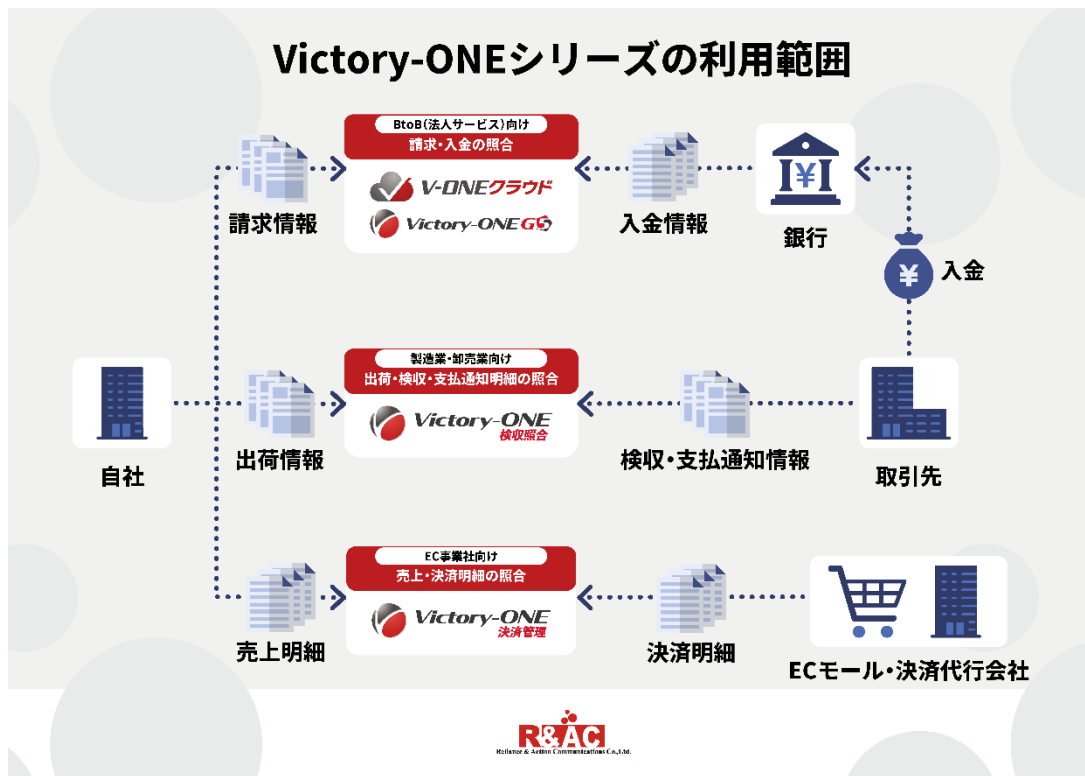 Victory-ONEシリーズの利用範囲
BtoB(法人サービス)向け
請求・入金の照合
V-ONEクラウド
Victory-ONE G5
請求情報
入金情報
銀行
¥
¥
入金
製造業・卸売業向け
出荷・検収・支払通知明細の照合
Victory-ONE
検収照合
自社
出荷情報
検収・支払通知情報
取引先
EC事業社向け
売上・決済明細の照合
Victory-ONE
決済管理
売上明細
決済明細
ECモール・決済代行会社
R&AC
Reliance & Action Communications Co.,Ltd.